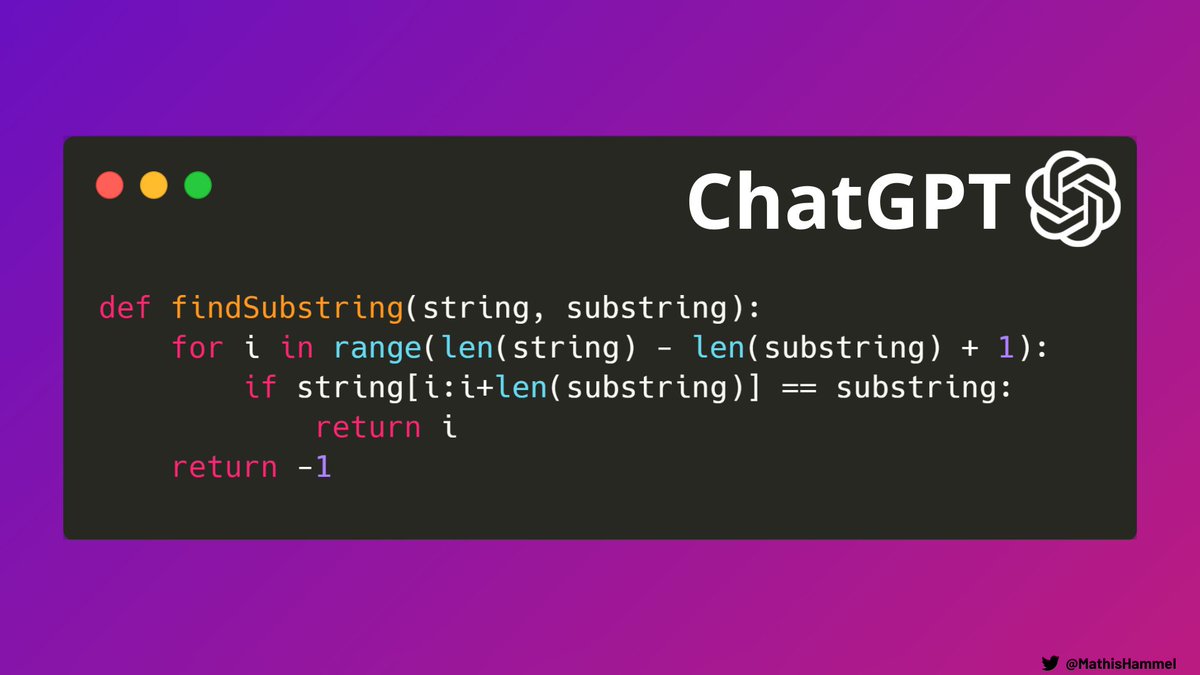 ChatGPT
def findSubstring(string, substring):
    for i in range(len(string) - len(substring) + 1):
        if string[i:i+len(substring)] == substring:
            return i
    return -1
@MathisHammel